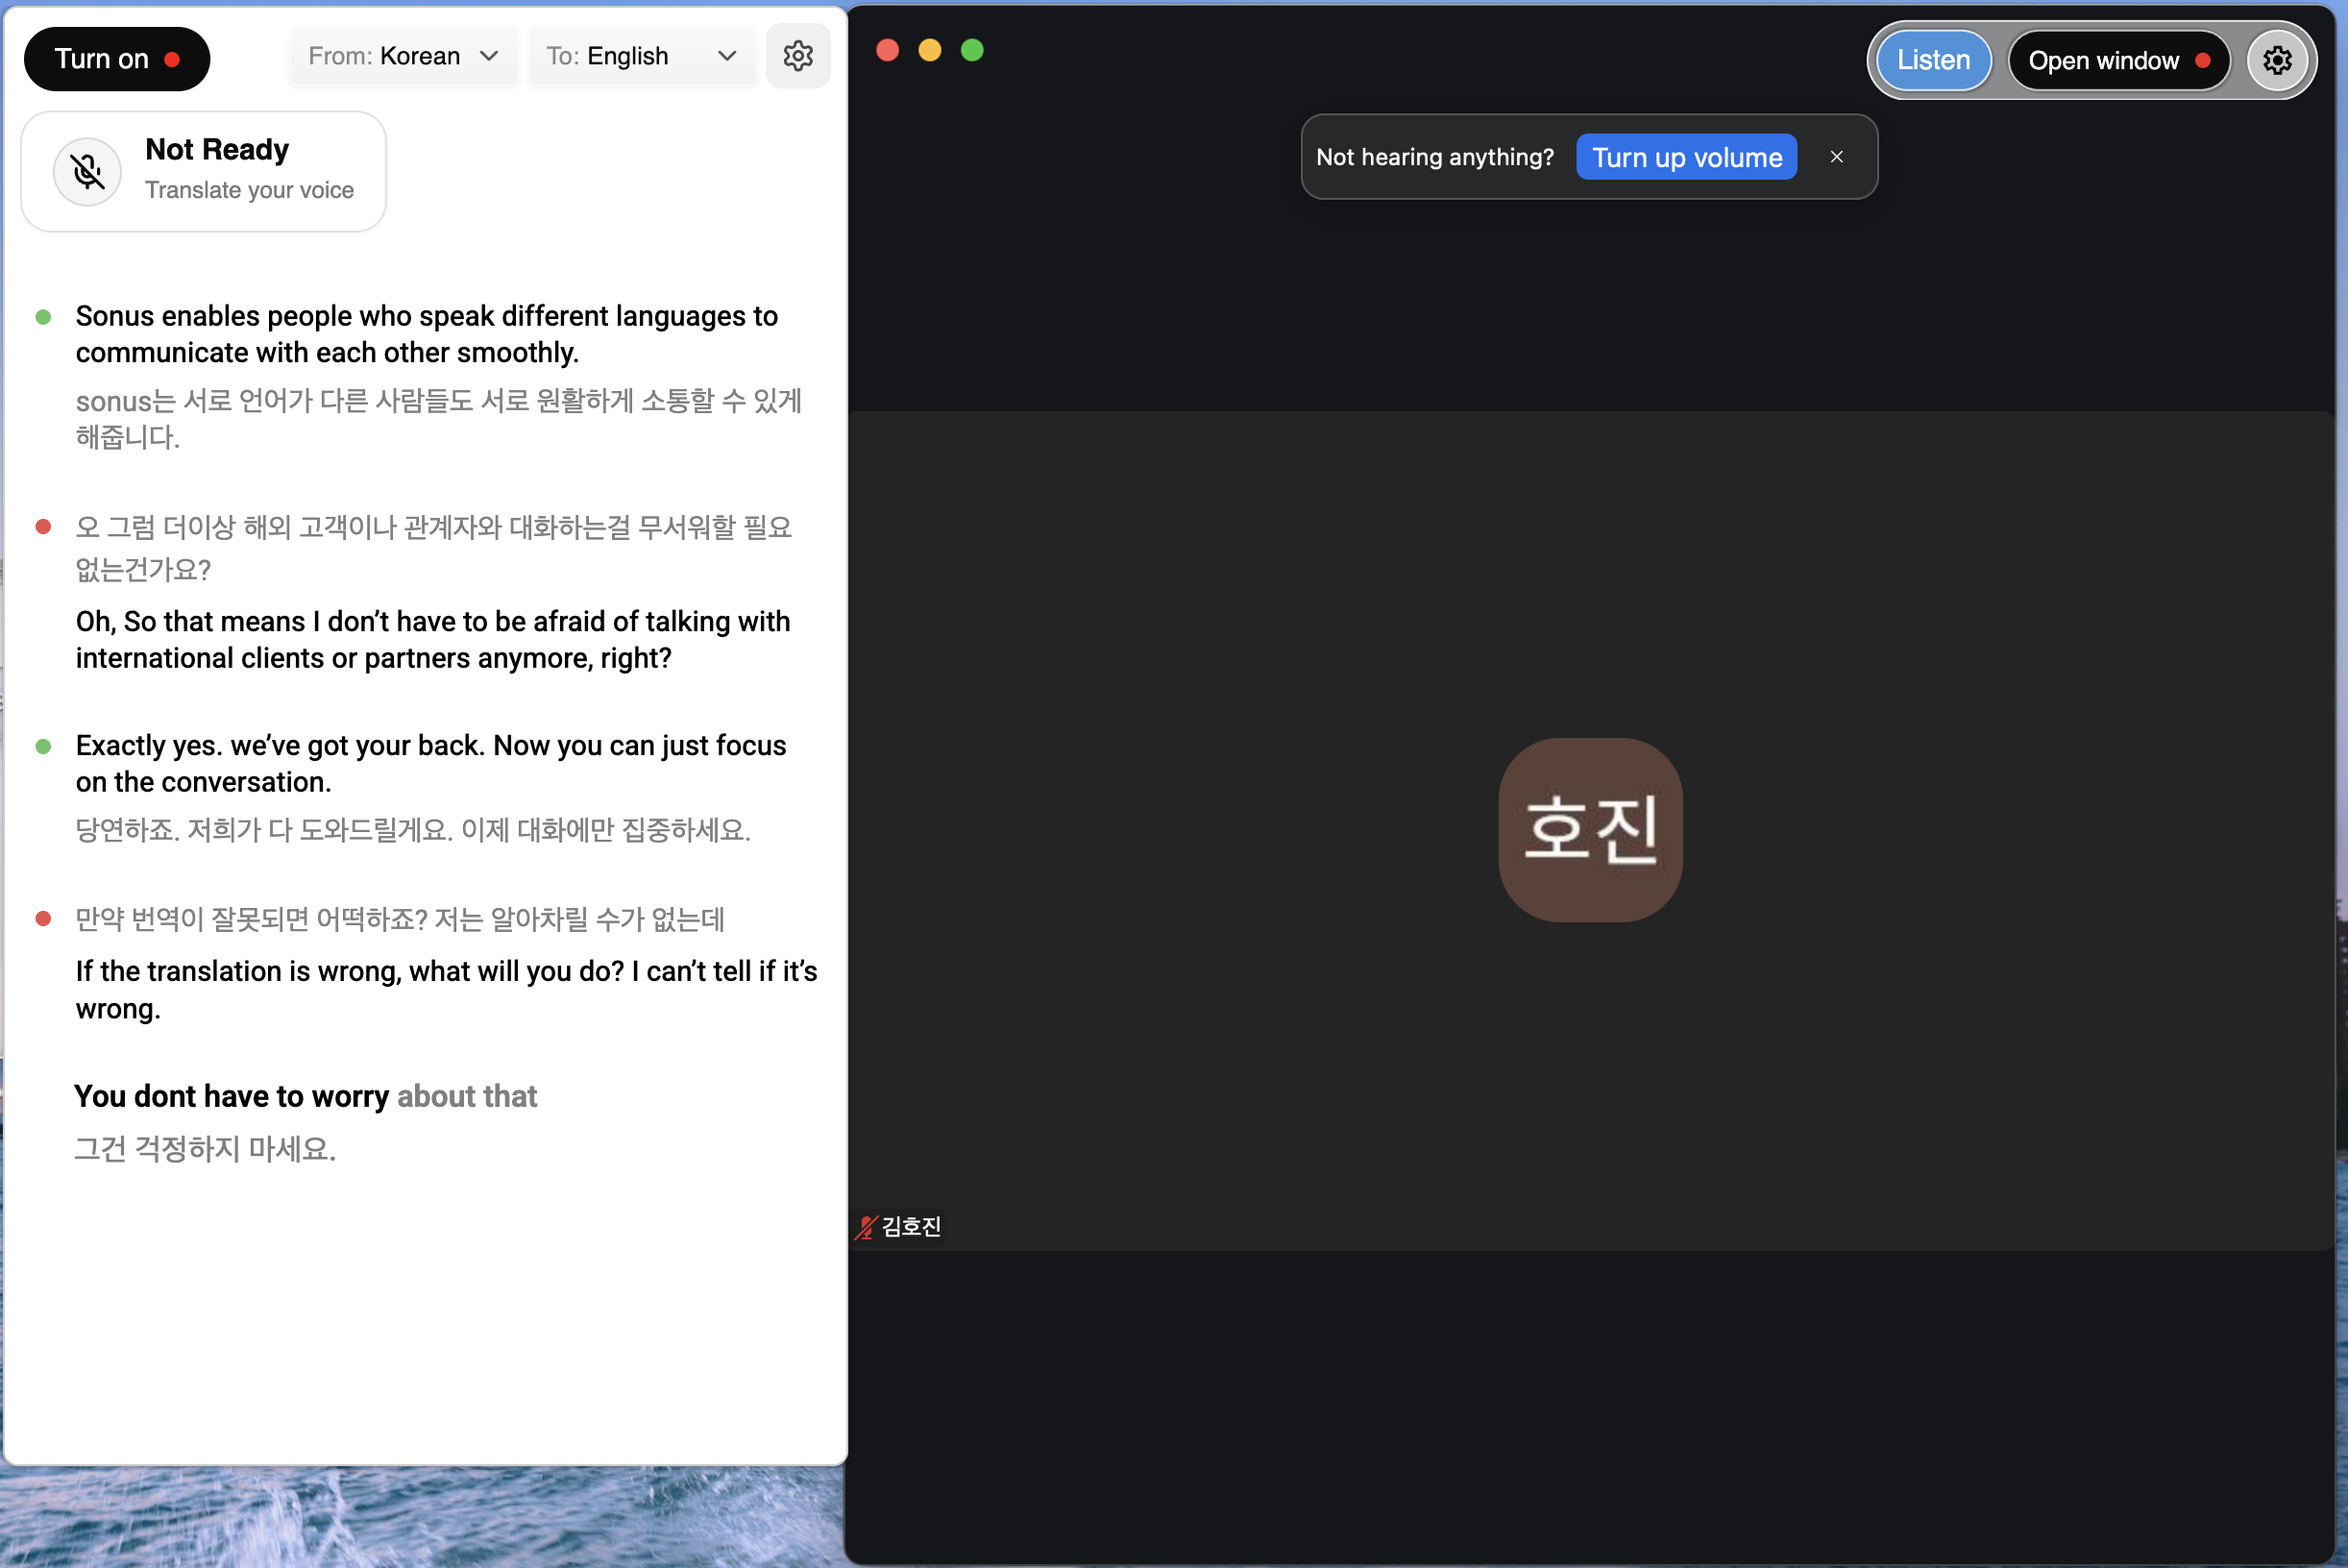 Turn on
From: Korean
To: English
Not Ready
Translate your voice
Sonus enables people who speak different languages to
communicate with each other smoothly.
sonus는 서로 언어가 다른 사람들도 서로 원활하게 소통할 수 있게
해줍니다.
오 그럼 더이상 해외 고객이나 관계자와 대화하는걸 무서워할 필요
없는건가요?
Oh, So that means I don’t have to be afraid of talking with
international clients or partners anymore, right?
Exactly yes. we’ve got your back. Now you can just focus
on the conversation.
당연하죠. 저희가 다 도와드릴게요. 이제 대화에만 집중하세요.
만약 번역이 잘못되면 어떡하죠? 저는 알아차릴 수가 없는데
If the translation is wrong, what will you do? I can’t tell if it’s
wrong.
You dont have to worry about that
그건 걱정하지 마세요.
Listen
Open window
Not hearing anything?
Turn up volume
호진
김호진